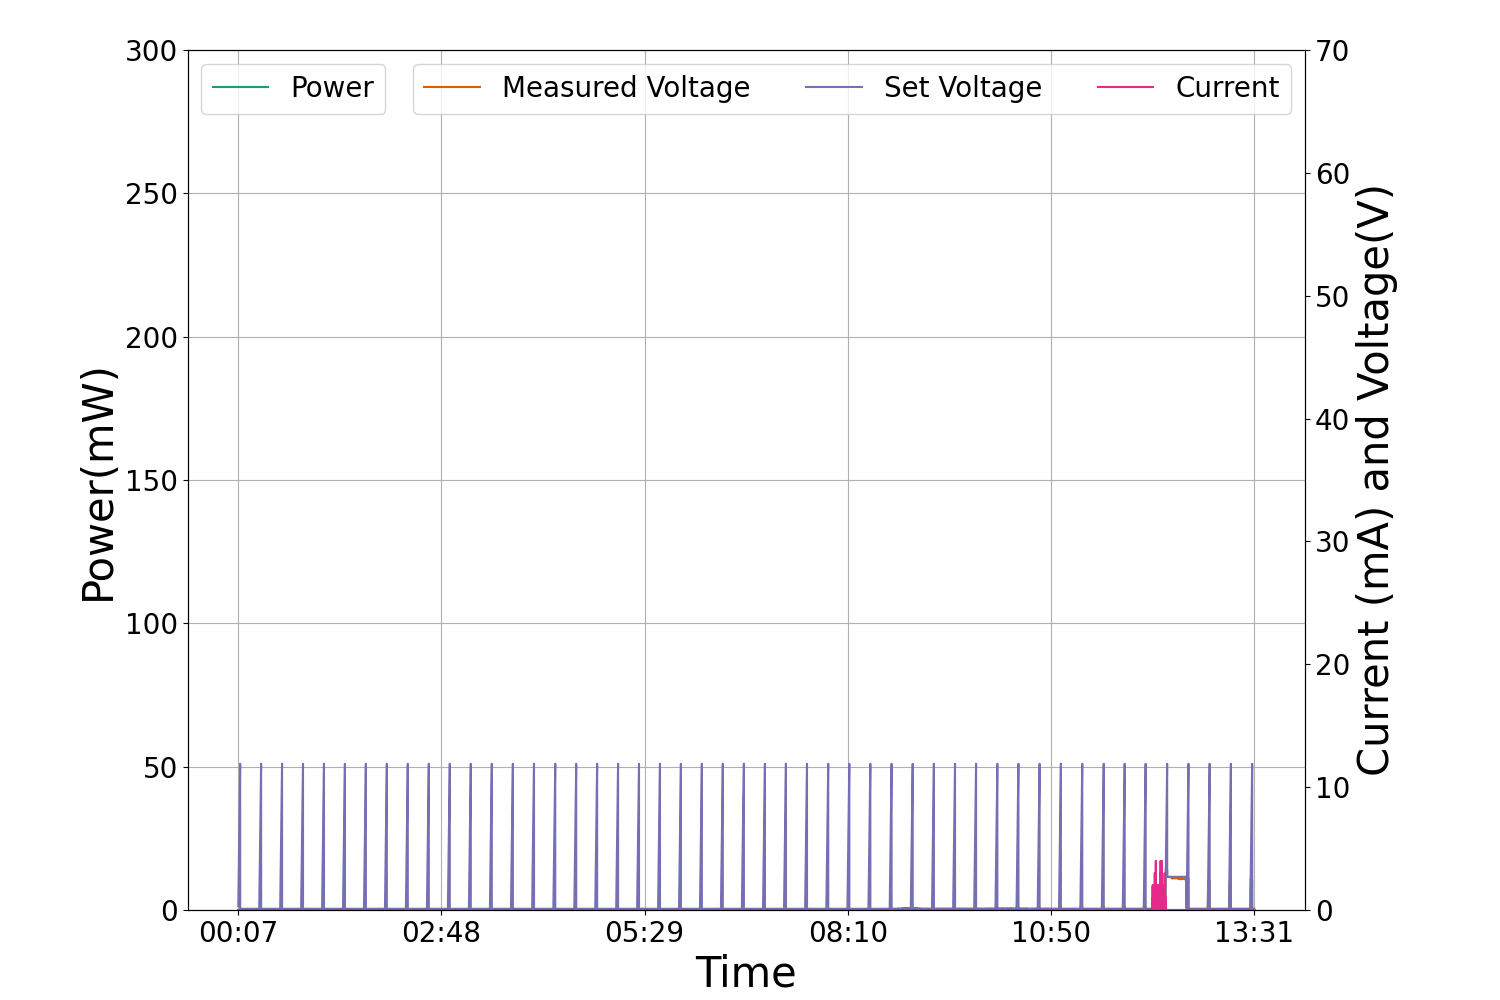 Power
Measured Voltage
Set Voltage
Current
300
250
200
150
100
50
0
Power(mW)
70
60
50
40
30
20
10
0
Current (mA) and Voltage(V)
00:07 02:48 05:29 08:10 10:50 13:31
Time